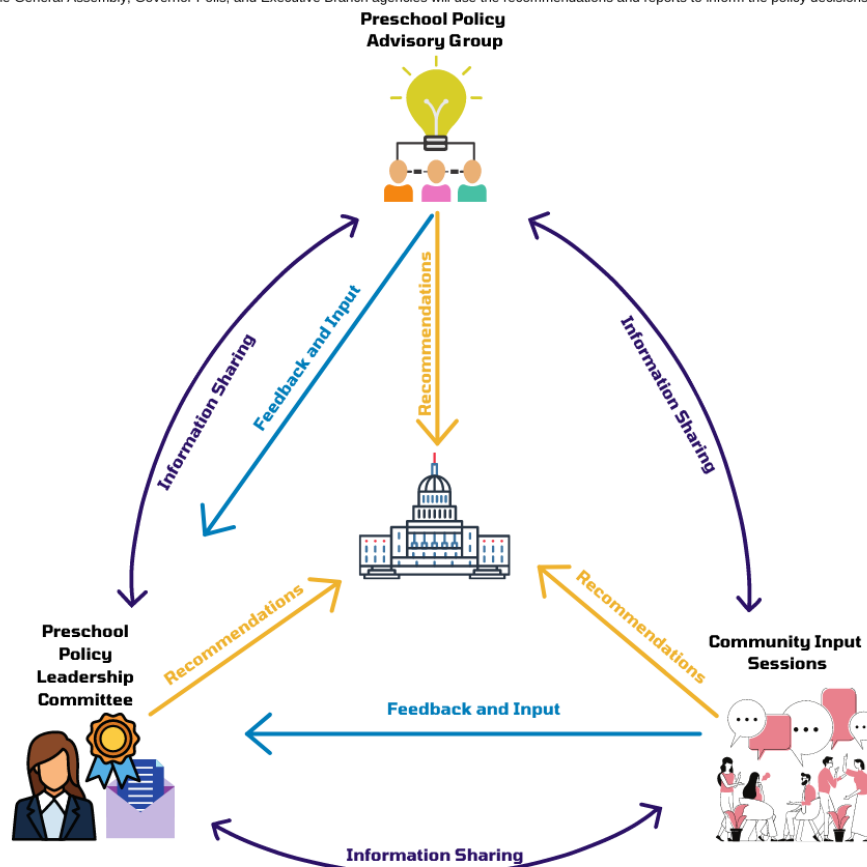 e General Assembly, Governor Polis, and Executive Branch agencies will use the recommendations and reports to inform the policy decisions
Preschool Policy
Advisory Group
Information Sharing
Feedback and Input
Recommendations
Information Sharing
Recommendations
Recommendations
Preschool
Policy
Leadership
Committee
Community Input
Sessions
Feedback and Input
Information Sharing